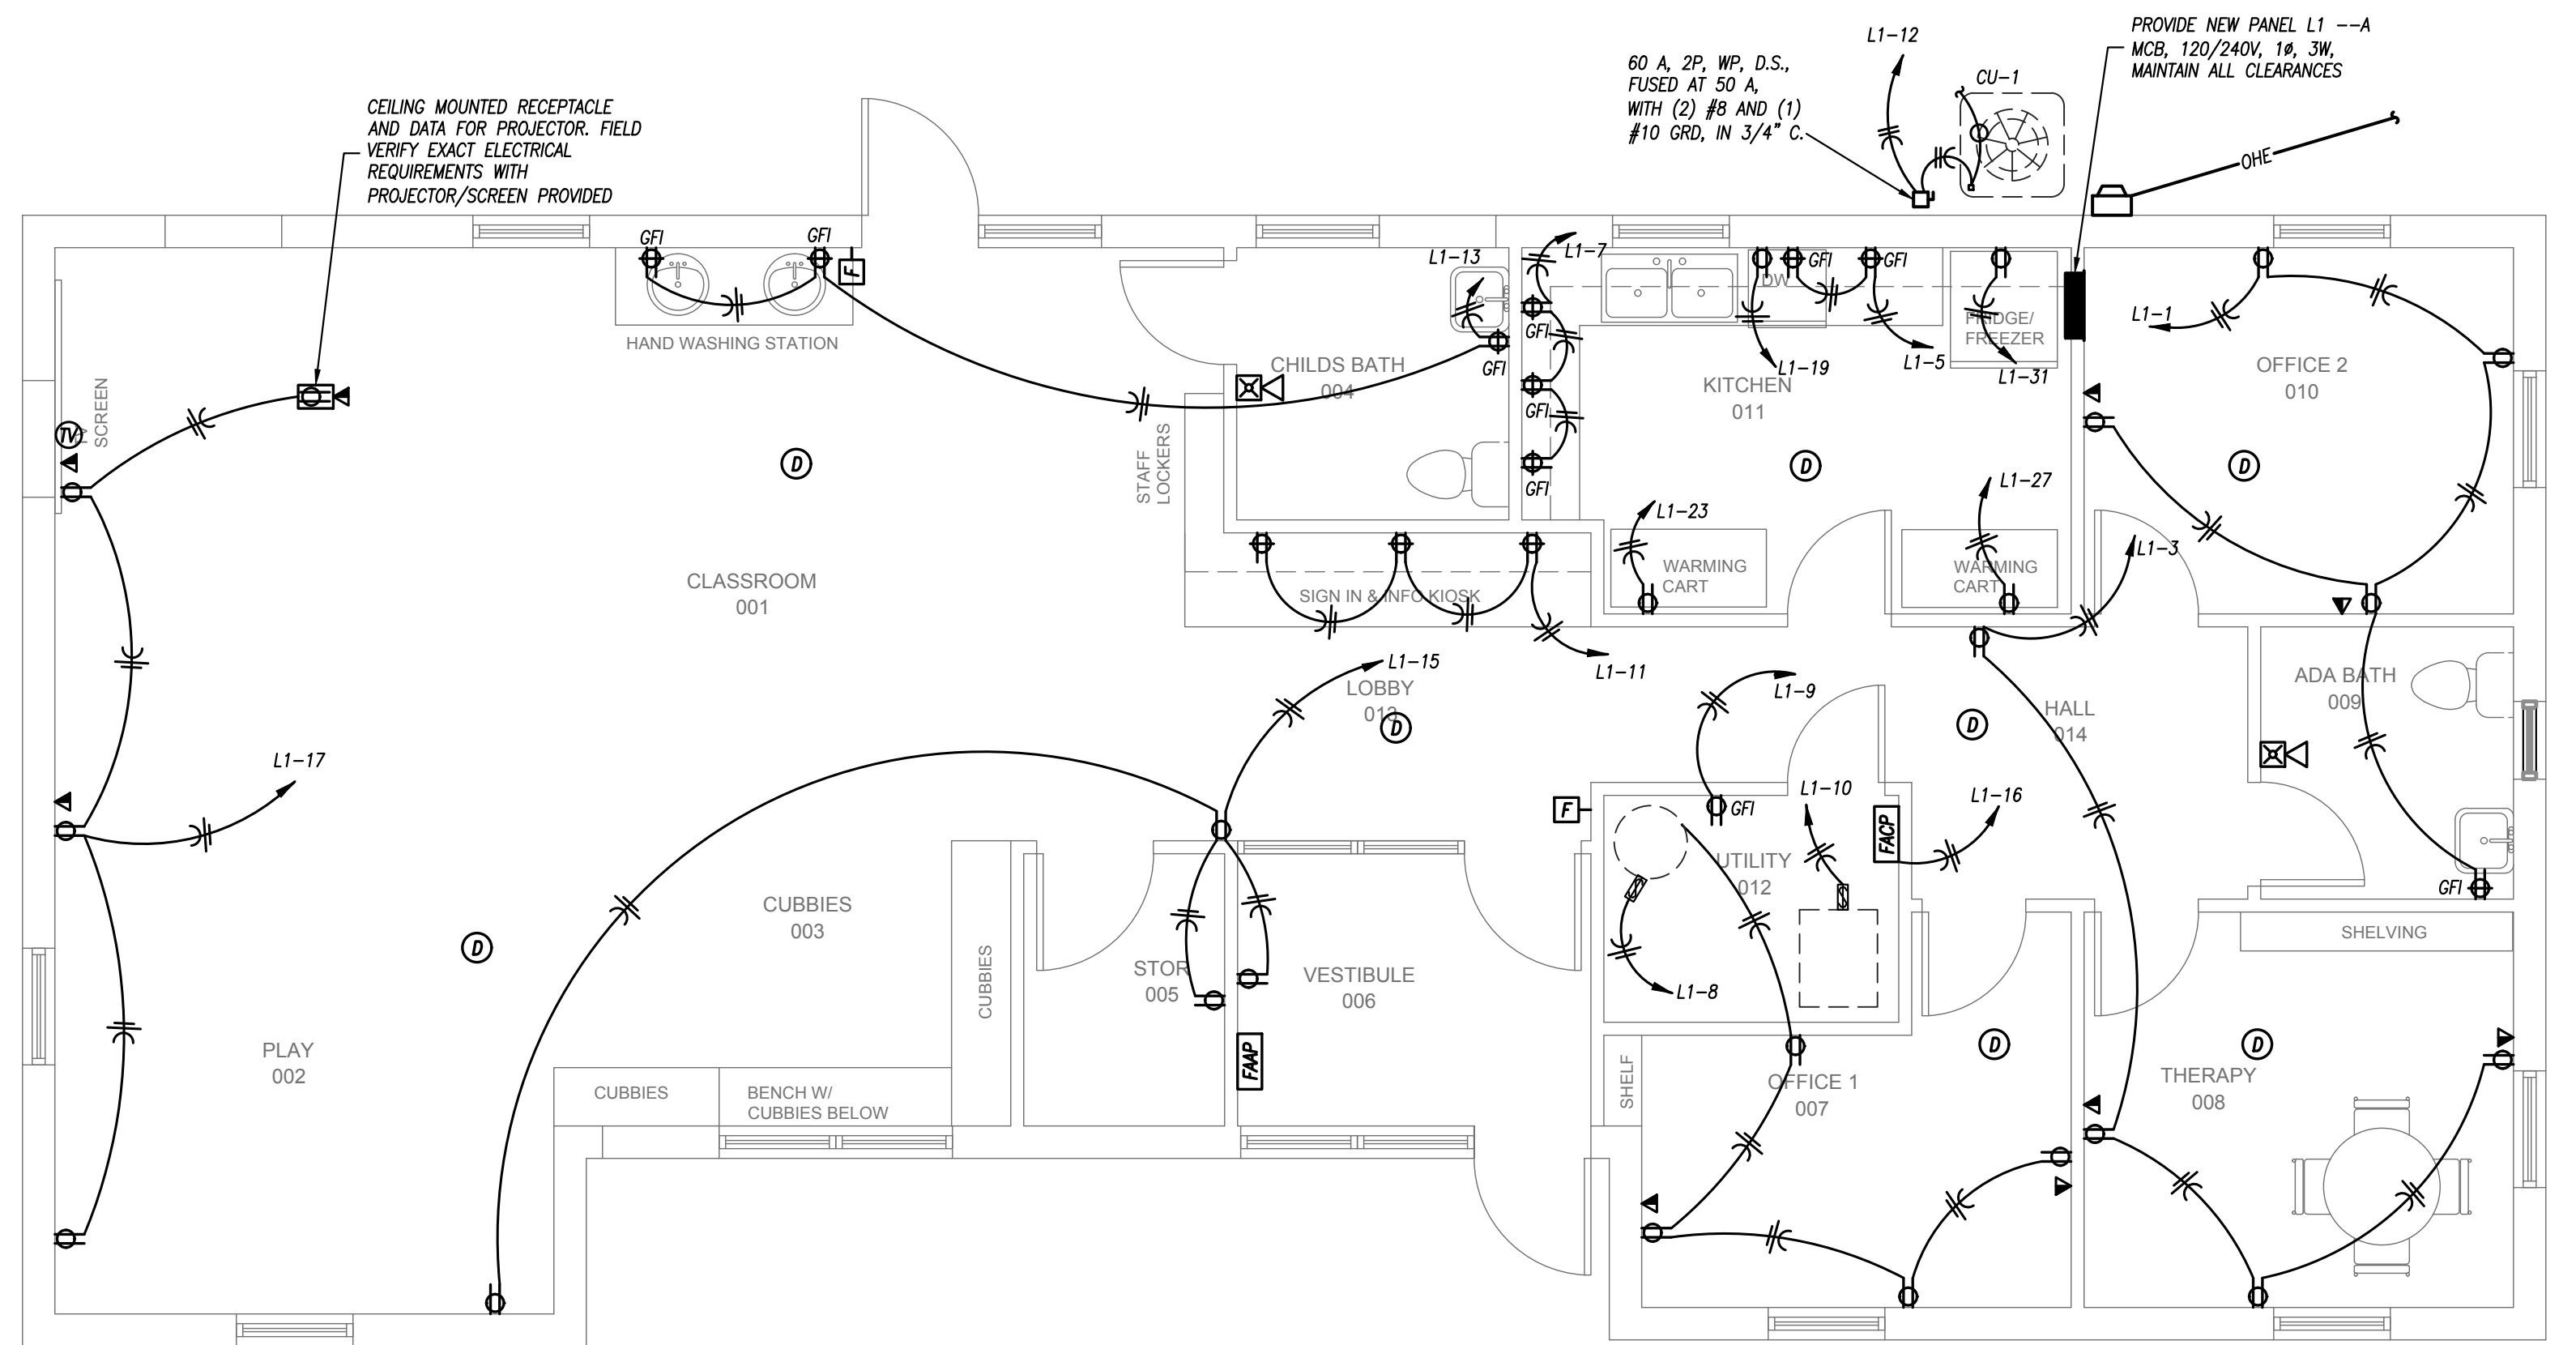 L1-12
PROVIDE NEW PANEL L1 --A
MCB, 120/240V, 1ø, 3W,
MAINTAIN ALL CLEARANCES
60 A, 2P, WP, D.S.,
FUSED AT 50 A,
WITH (2) #8 AND (1)
#10 GRD, IN 3/4" C.
CU-1
OHE
CEILING MOUNTED RECEPTACLE
AND DATA FOR PROJECTOR. FIELD
VERIFY EXACT ELECTRICAL
REQUIREMENTS WITH
PROJECTOR/SCREEN PROVIDED
GFI
GFI
F
L1-13
L1-7
GFI
GFI
DW
HAND WASHING STATION
GFI
GFI
L1-19
L1-5
FRIDGE/
FREEZER
L1-31
L1-1
CHILDS BATH
004
KITCHEN
011
OFFICE 2
010
TV
TV
SCREEN
GFI
GFI
STAFF
LOCKERS
D
D
D
L1-23
L1-27
L1-3
WARMING
CART
WARMING
CART
CLASSROOM
001
SIGN IN & INFO KIOSK
L1-11
L1-15
LOBBY
013
D
L1-9
D
HALL
014
ADA BATH
009
L1-17
F
GFI
L1-10
FACP
L1-16
UTILITY
012
GFI
CUBBIES
003
D
CUBBIES
STOR
005
VESTIBULE
006
L1-8
SHELVING
PLAY
002
FAAP
CUBBIES
BENCH W/
CUBBIES BELOW
SHELF
OFFICE 1
007
D
D
THERAPY
008